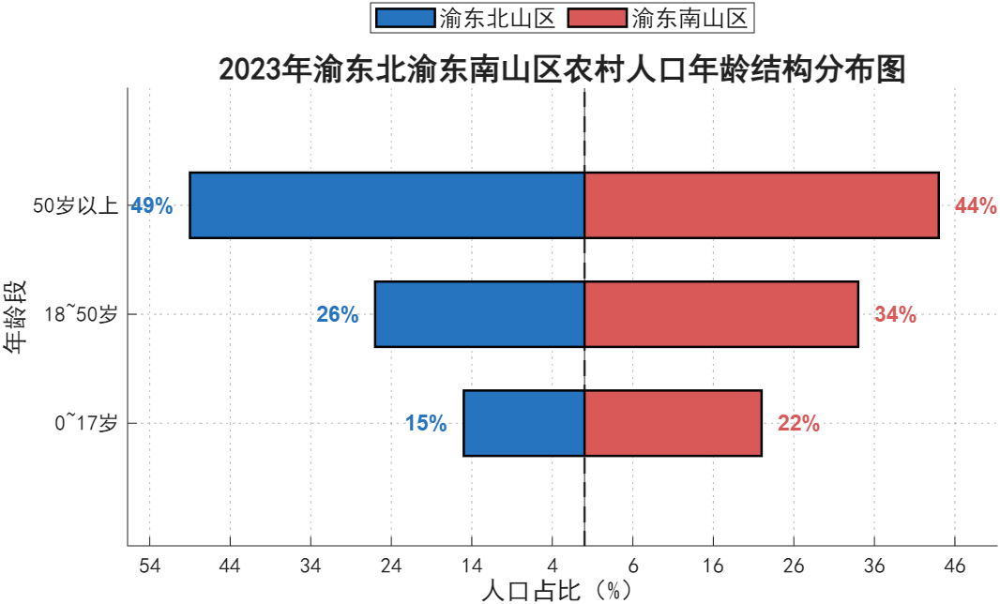 渝东北山区 渝东南山区
2023年渝东北渝东南山区农村人口年龄结构分布图
50岁以上 49% 44%
18~50岁 26% 34%
0~17岁 15% 22%
年龄段
54 44 34 24 14 4 6 16 26 36 46
人口占比（%）